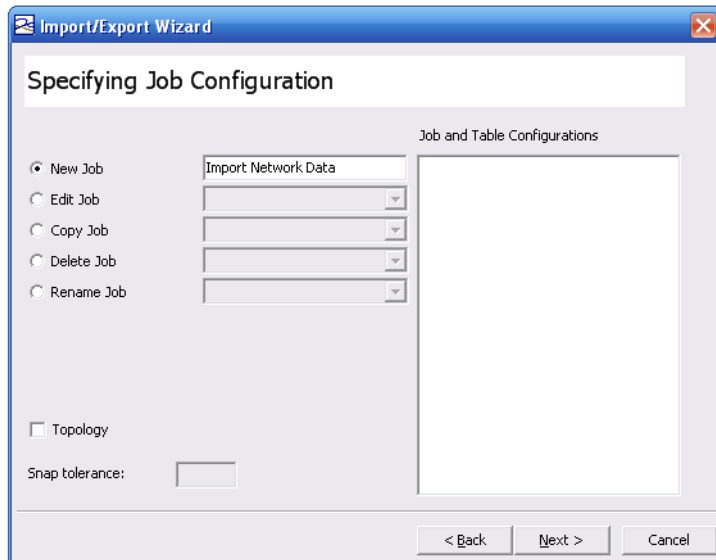 Import/Export Wizard
Specifying Job Configuration
Job and Table Configurations
New Job
Import Network Data
Edit Job
Copy Job
Delete Job
Rename Job
Topology
Snap tolerance:
< Back
Next >
Cancel